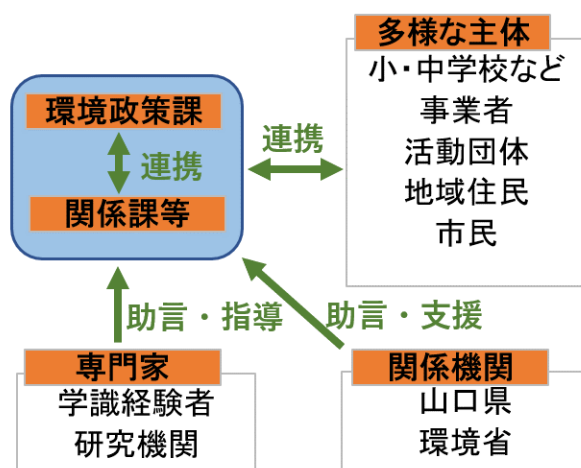 多様な主体
小・中学校など
事業者
活動団体
地域住民
市民
環境政策課
連携
関係課等
連携
助言・指導
助言・支援
専門家
学識経験者
研究機関
関係機関
山口県
環境省